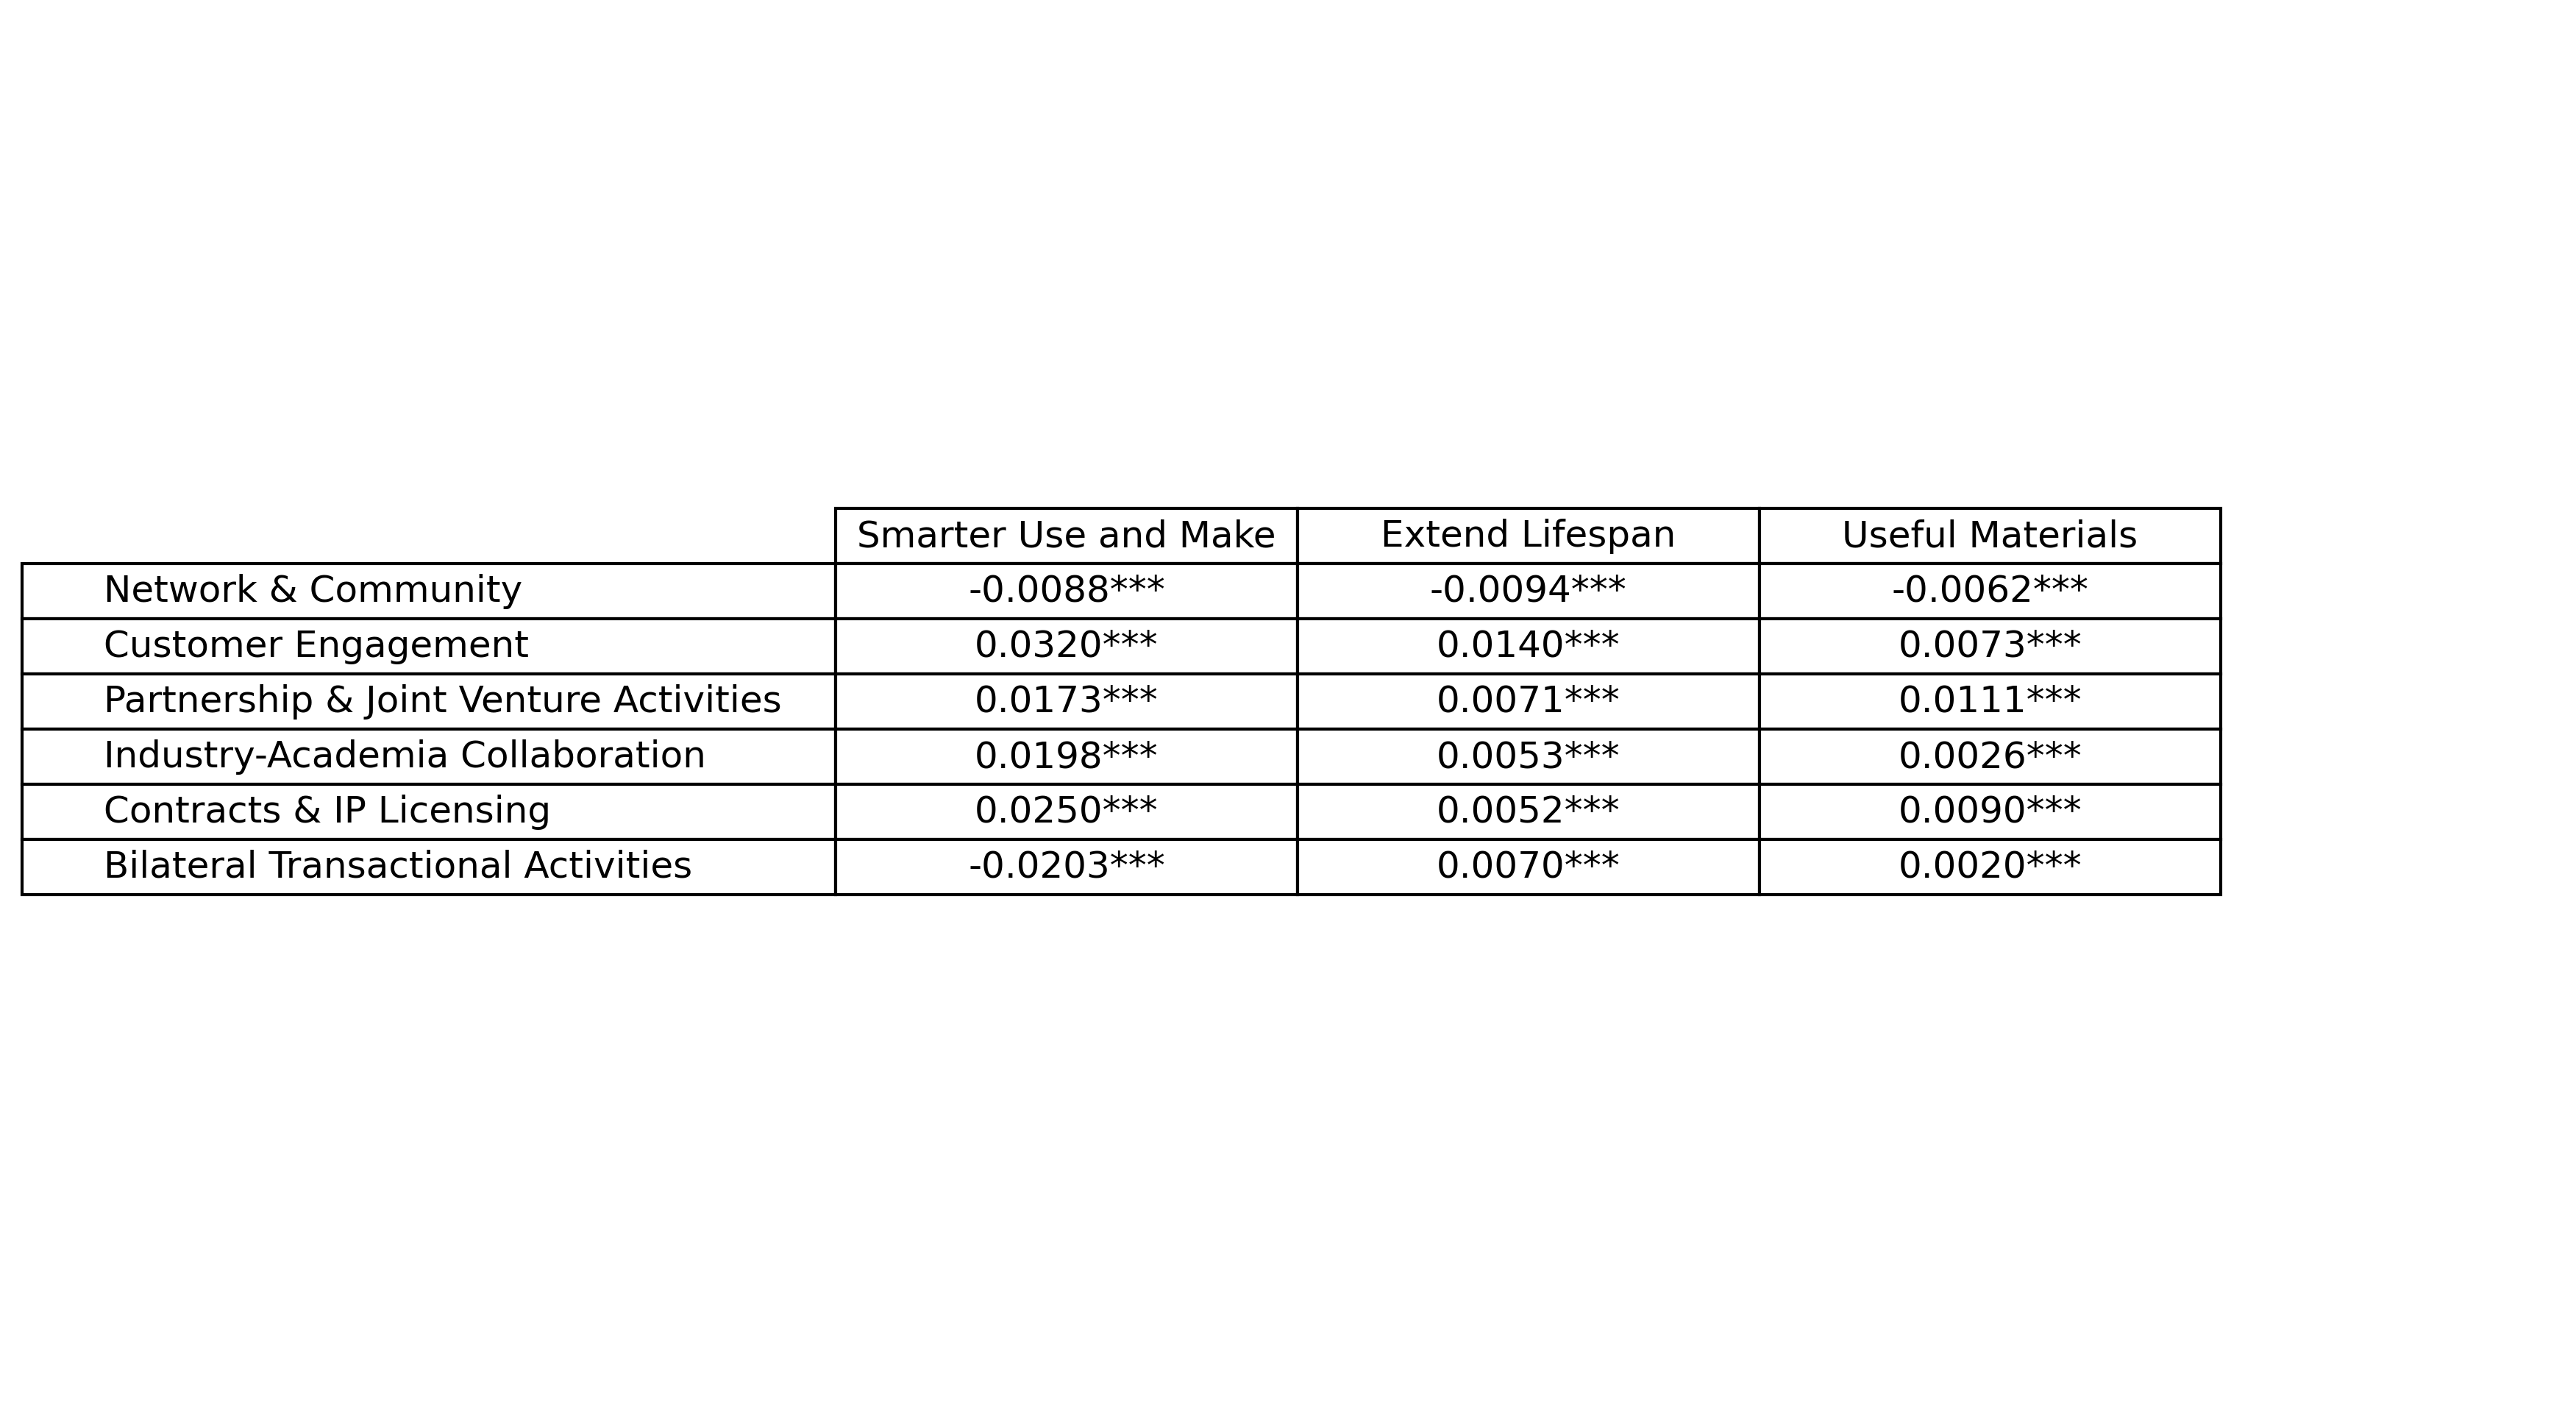 Smarter Use and Make Extend Lifespan Useful Materials
Network & Community -0.0088*** -0.0094*** -0.0062***
Customer Engagement 0.0320*** 0.0140*** 0.0073***
Partnership & Joint Venture Activities 0.0173*** 0.0071*** 0.0111***
Industry-Academia Collaboration 0.0198*** 0.0053*** 0.0026***
Contracts & IP Licensing 0.0250*** 0.0052*** 0.0090***
Bilateral Transactional Activities -0.0203*** 0.0070*** 0.0020***